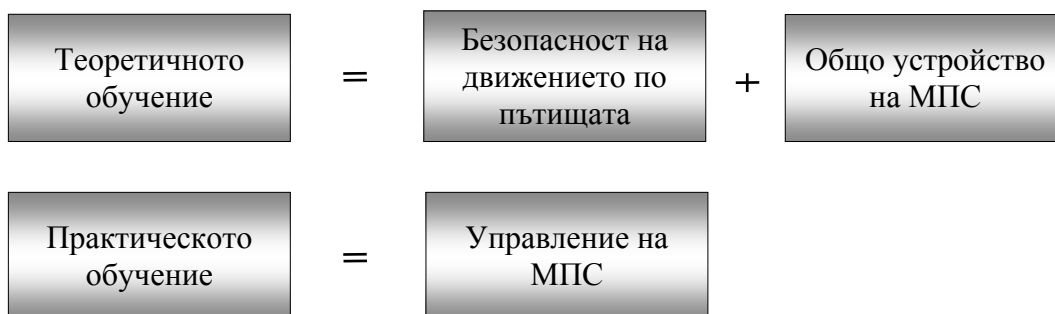 Теоретичното
обучение
=
Безопасност на
движението по
пътищата
+
Общо устройство
на МПС
Практическото
обучение
=
Управление на
МПС